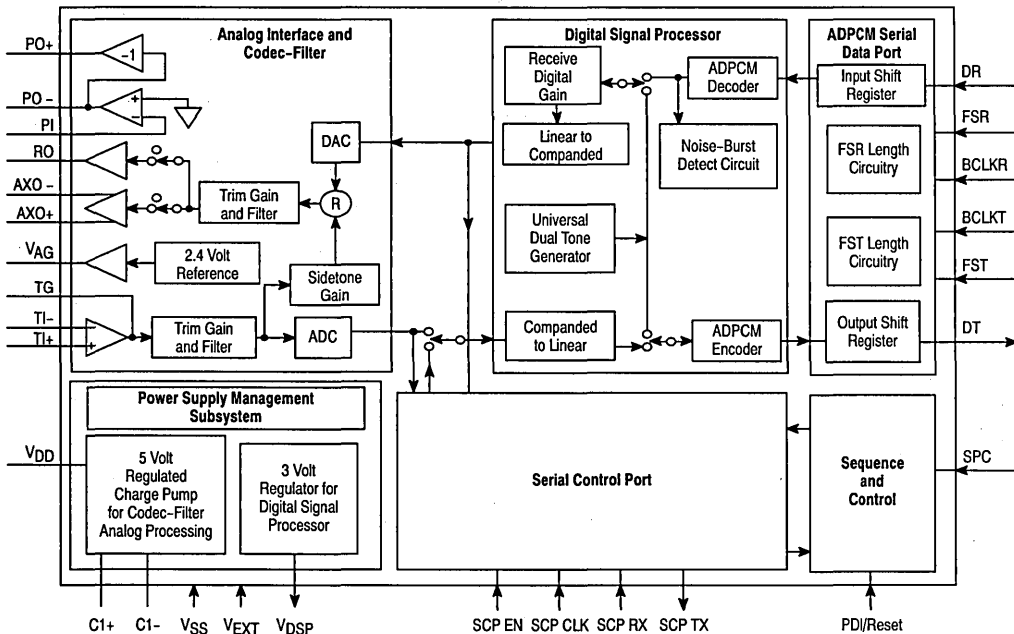 Analog Interface and
Codec-Filter
Digital Signal Processor
ADPCM Serial
Data Port
PO+
-1
PO -
+
-
PI
RO
AXO -
AXO+
VAG
TG
TI-
TI+
-
+
DAC
R
Trim Gain
and Filter
2.4 Volt
Reference
Sidetone
Gain
Trim Gain
and Filter
ADC
Receive
Digital
Gain
ADPCM
Decoder
Linear to
Companded
Noise-Burst
Detect Circuit
Universal
Dual Tone
Generator
Companded
to Linear
ADPCM
Encoder
Input Shift
Register
FSR Length
Circuitry
FST Length
Circuitry
Output Shift
Register
DR
FSR
BCLKR
BCLKT
FST
DT
Power Supply Management
Subsystem
VDD
5 Volt
Regulated
Charge Pump
for Codec-Filter
Analog Processing
3 Volt
Regulator for
Digital Signal
Processor
Serial Control Port
Sequence
and
Control
SPC
C1+ C1- VSS VEXT VDSP SCP EN SCP CLK SCP RX SCP TX PDI/Reset